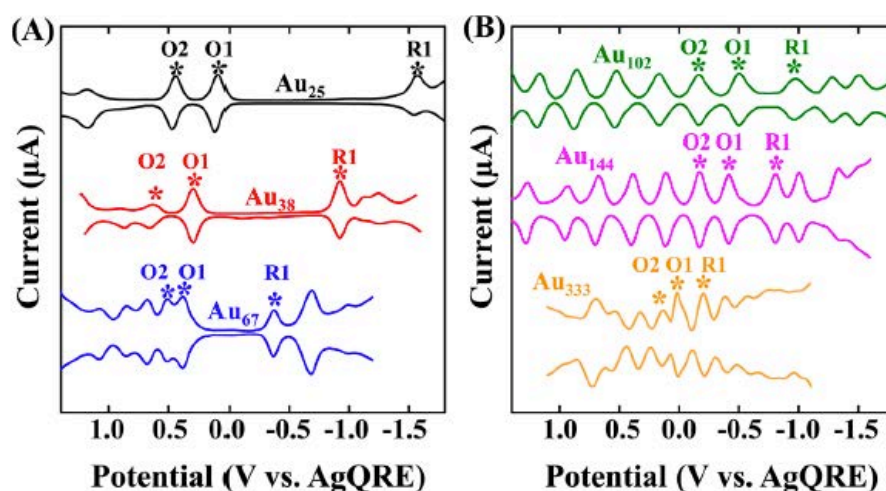 (A)
O2 O1 R1
* * *
Au25
O2 O1 R1
* * *
Au38
O2 O1 R1
* * *
Au67
Current (µA)
1.0 0.5 0.0 -0.5 -1.0 -1.5
Potential (V vs. AgQRE)
(B)
Au102 O2 O1 R1
* * *
O2 O1 R1
* * *
Au144
O2 O1 R1
* * *
Au333
Current (µA)
1.0 0.5 0.0 -0.5 -1.0 -1.5
Potential (V vs. AgQRE)